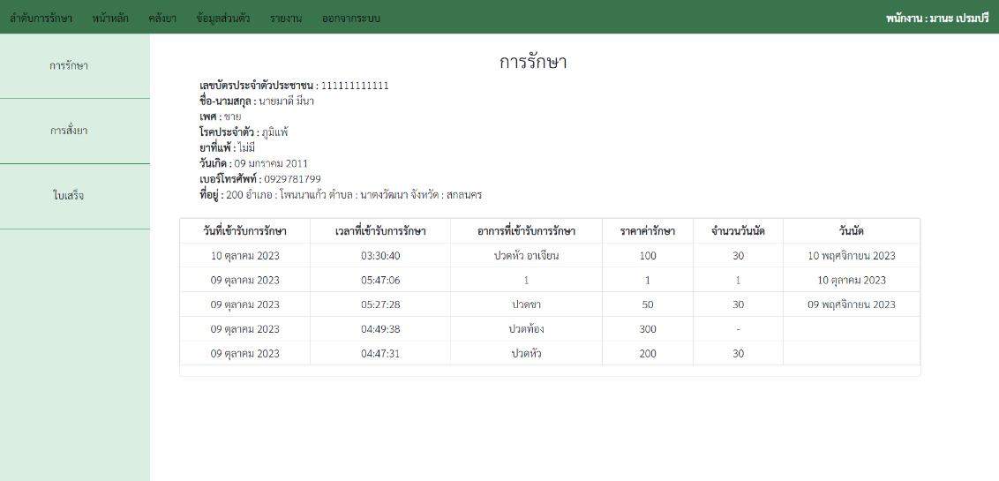 ลำดับการรักษา หน้าหลัก คลังยา ข้อมูลส่วนตัว รายงาน ออกจากระบบ พนักงาน : มานะ เปรมปรี
การรักษา
การสั่งยา
ใบเสร็จ
การรักษา
เลขบัตรประจำตัวประชาชน : 111111111111
ชื่อ-นามสกุล : นายมาดี มีนา
เพศ : ชาย
โรคประจำตัว : ภูมิแพ้
ยาที่แพ้ : ไม่มี
วันเกิด : 09 มกราคม 2011
เบอร์โทรศัพท์ : 0929781799
ที่อยู่ : 200 อำเภอ : โพนนาแก้ว ตำบล : นาตงวัฒนา จังหวัด : สกลนคร
วันที่เข้ารับการรักษา เวลาที่เข้ารับการรักษา อาการที่เข้ารับการรักษา ราคาค่ารักษา จำนวนวันนัด วันนัด
10 ตุลาคม 2023 03:30:40 ปวดหัว อาเจียน 100 30 10 พฤศจิกายน 2023
09 ตุลาคม 2023 05:47:06 1 1 1 10 ตุลาคม 2023
09 ตุลาคม 2023 05:27:28 ปวดขา 50 30 09 พฤศจิกายน 2023
09 ตุลาคม 2023 04:49:38 ปวดท้อง 300 -
09 ตุลาคม 2023 04:47:31 ปวดหัว 200 30